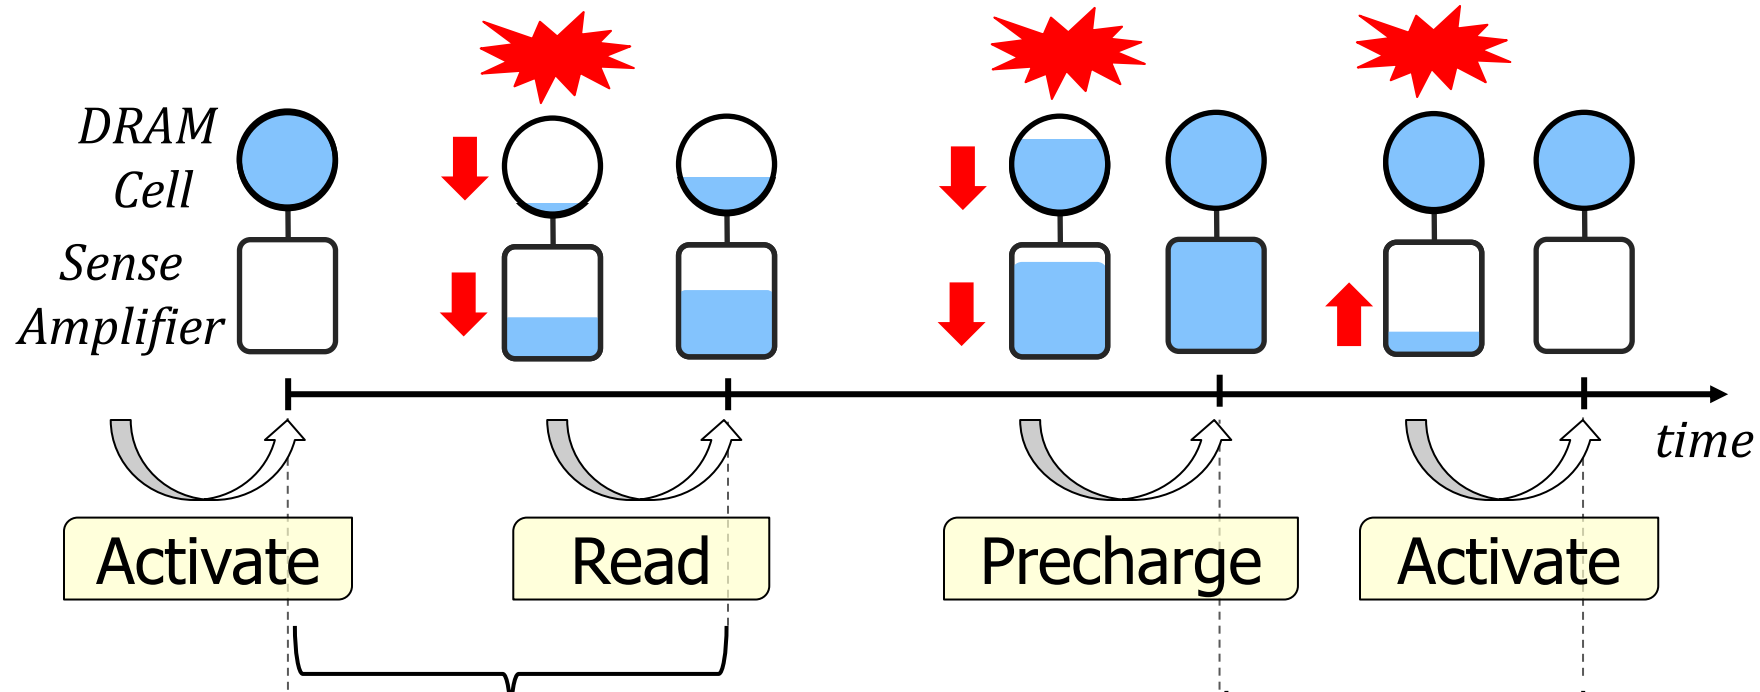 DRAM
Cell
Sense
Amplifier
time
Activate
Read
Precharge
Activate